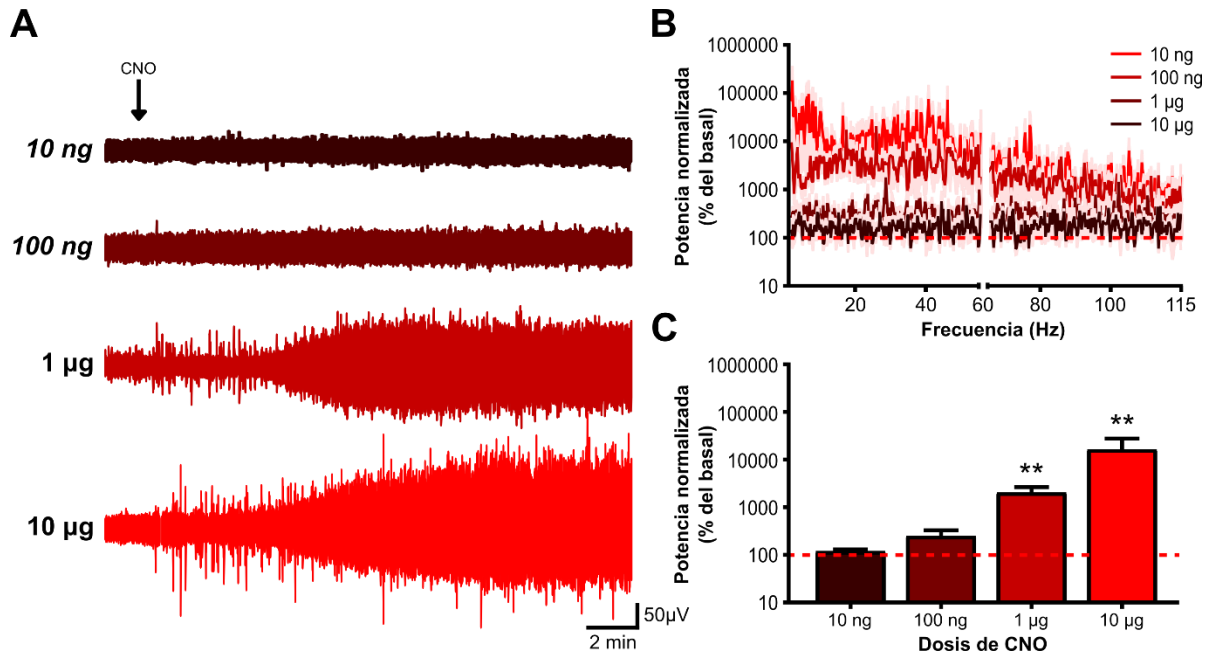 A
CNO
10 ng
100 ng
1 µg
10 µg
50µV
2 min
B
Potencia normalizada
(% del basal)
1000000
100000
10000
1000
100
10
20
40
60
80
100
115
Frecuencia (Hz)
10 ng
100 ng
1 µg
10 µg
C
Potencia normalizada
(% del basal)
1000000
100000
10000
1000
100
10
**
**
10 ng
100 ng
1 µg
10 µg
Dosis de CNO